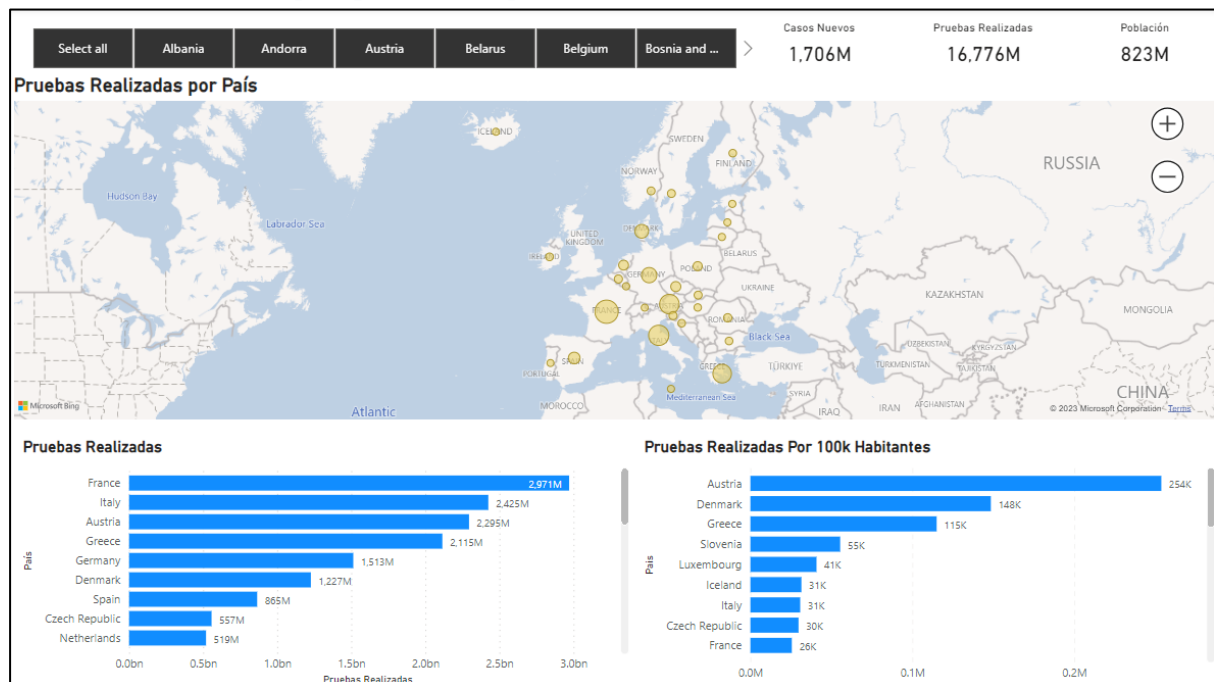 Select all
Albania
Andorra
Austria
Belarus
Belgium
Bosnia and ...
Casos Nuevos
1,706M
Pruebas Realizadas
16,776M
Población
823M
Pruebas Realizadas por País
ICELAND
SWEDEN
FINLAND
NORWAY
RUSSIA
Hudson Bay
Labrador Sea
UNITED
KINGDOM
DENMARK
IRELAND
BELARUS
GERMANY
POLAND
UKRAINE
KAZAKHSTAN
MONGOLIA
FRANCE
AUSTRIA
ROMANIA
ITALY
Black Sea
UZBEKISTAN
KYRGYZSTAN
PORTUGAL
SPAIN
GREECE
TÜRKIYE
TURKMENISTAN
TAJIKISTAN
Mediterranean Sea
SYRIA
CHINA
Atlantic
MOROCCO
IRAQ
IRAN
AFGHANISTAN
Microsoft Bing
© 2023 Microsoft Corporation Terms
Pruebas Realizadas
País
France 2,971M
Italy 2,425M
Austria 2,295M
Greece 2,115M
Germany 1,513M
Denmark 1,227M
Spain 865M
Czech Republic 557M
Netherlands 519M
0.0bn 0.5bn 1.0bn 1.5bn 2.0bn 2.5bn 3.0bn
Pruebas Realizadas
Pruebas Realizadas Por 100k Habitantes
País
Austria 254K
Denmark 148K
Greece 115K
Slovenia 55K
Luxembourg 41K
Iceland 31K
Italy 31K
Czech Republic 30K
France 26K
0.0M 0.1M 0.2M